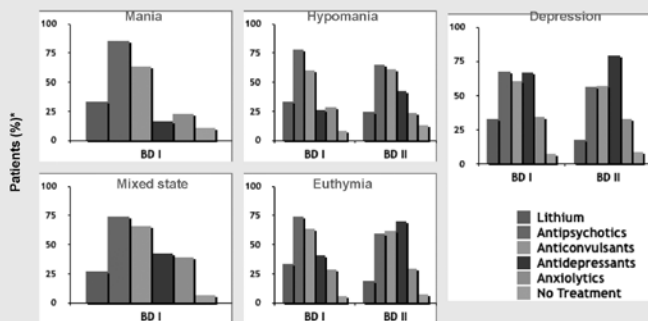 Mania
Hypomania
Depression
100
75
50
25
0
BD I
100
75
50
25
0
BD I
BD II
100
75
50
25
0
BD I
BD II
Patients (%)*
Mixed state
Euthymia
100
75
50
25
0
BD I
100
75
50
25
0
BD I
BD II
Lithium
Antipsychotics
Anticonvulsants
Antidepressants
Anxiolytics
No Treatment